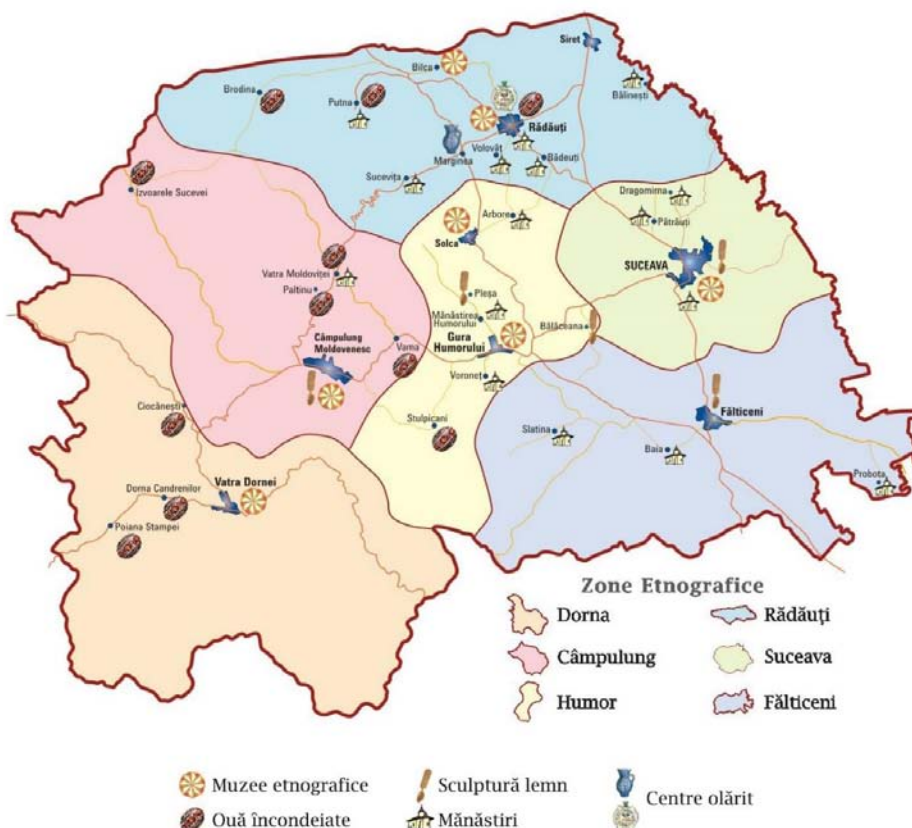 Siret
Bilca
Brodina
Putna
Bălinești
Rădăuți
Marginea
Volovăț
Bădeuți
Sucevița
Izvoarele Sucevei
Dragomirna
Arbore
Pătrăuți
Solca
SUCEAVA
Vatra Moldoviței
Paltinu
Pleșa
Mănăstirea
Humorului
Bălăceana
Gura
Humorului
Câmpulung
Moldovenesc
Vama
Voroneț
Ciocănești
Stulpicani
Fălticeni
Slatina
Baia
Probota
Vatra Dornei
Dorna Candrenilor
Poiana Stampei
Zone Etnografice
Dorna
Rădăuți
Câmpulung
Suceava
Humor
Fălticeni
Muzee etnografice
Sculptură lemn
Centre olărit
Ouă încondeiate
Mănăstiri